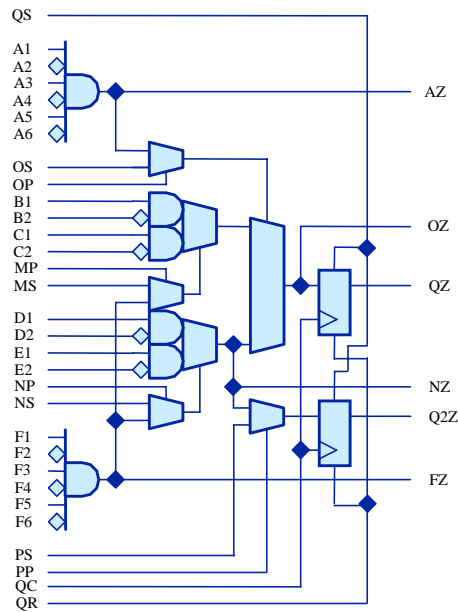 QS
A1
A2
A3
A4
A5
A6
AZ
OS
OP
B1
B2
C1
C2
MP
MS
OZ
QZ
D1
D2
E1
E2
NP
NS
NZ
Q2Z
F1
F2
F3
F4
F5
F6
FZ
PS
PP
QC
QR